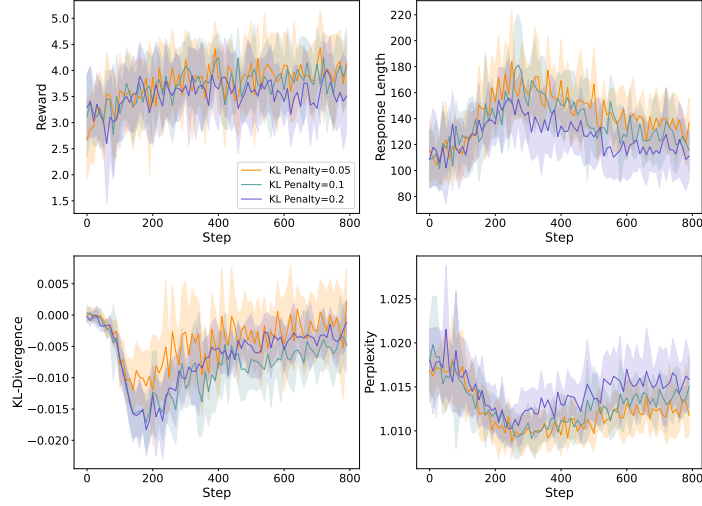 Reward
5.0
4.5
4.0
3.5
3.0
2.5
2.0
1.5
KL Penalty=0.05
KL Penalty=0.1
KL Penalty=0.2
0 200 400 600 800
Step
Response Length
220
200
180
160
140
120
100
80
0 200 400 600 800
Step
KL-Divergence
0.005
0.000
−0.005
−0.010
−0.015
−0.020
0 200 400 600 800
Step
Perplexity
1.025
1.020
1.015
1.010
0 200 400 600 800
Step